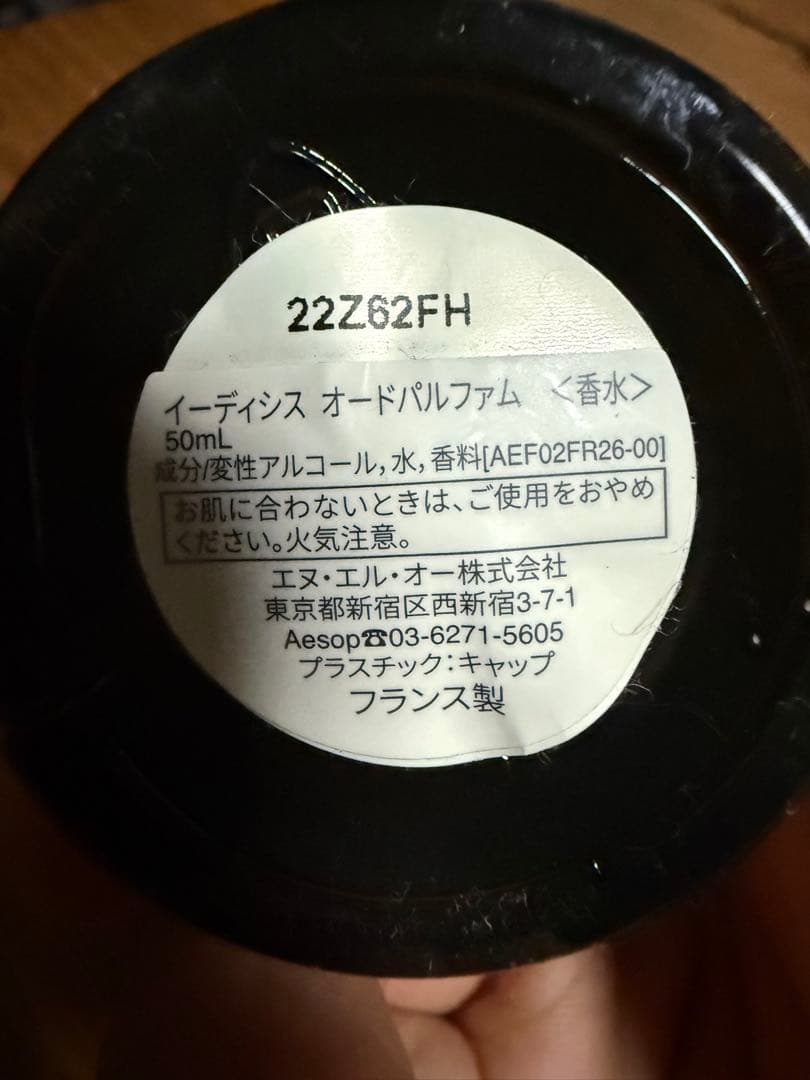 22Z62FH
イーディシス オードパルファム <香水>
50mL
成分/変性アルコール,水,香料[AEF02FR26-00]
お肌に合わないときは、ご使用をおやめ
ください。火気注意。
エヌ・エル・オー株式会社
東京都新宿区西新宿3-7-1
Aesop☎03-6271-5605
プラスチック:キャップ
フランス製